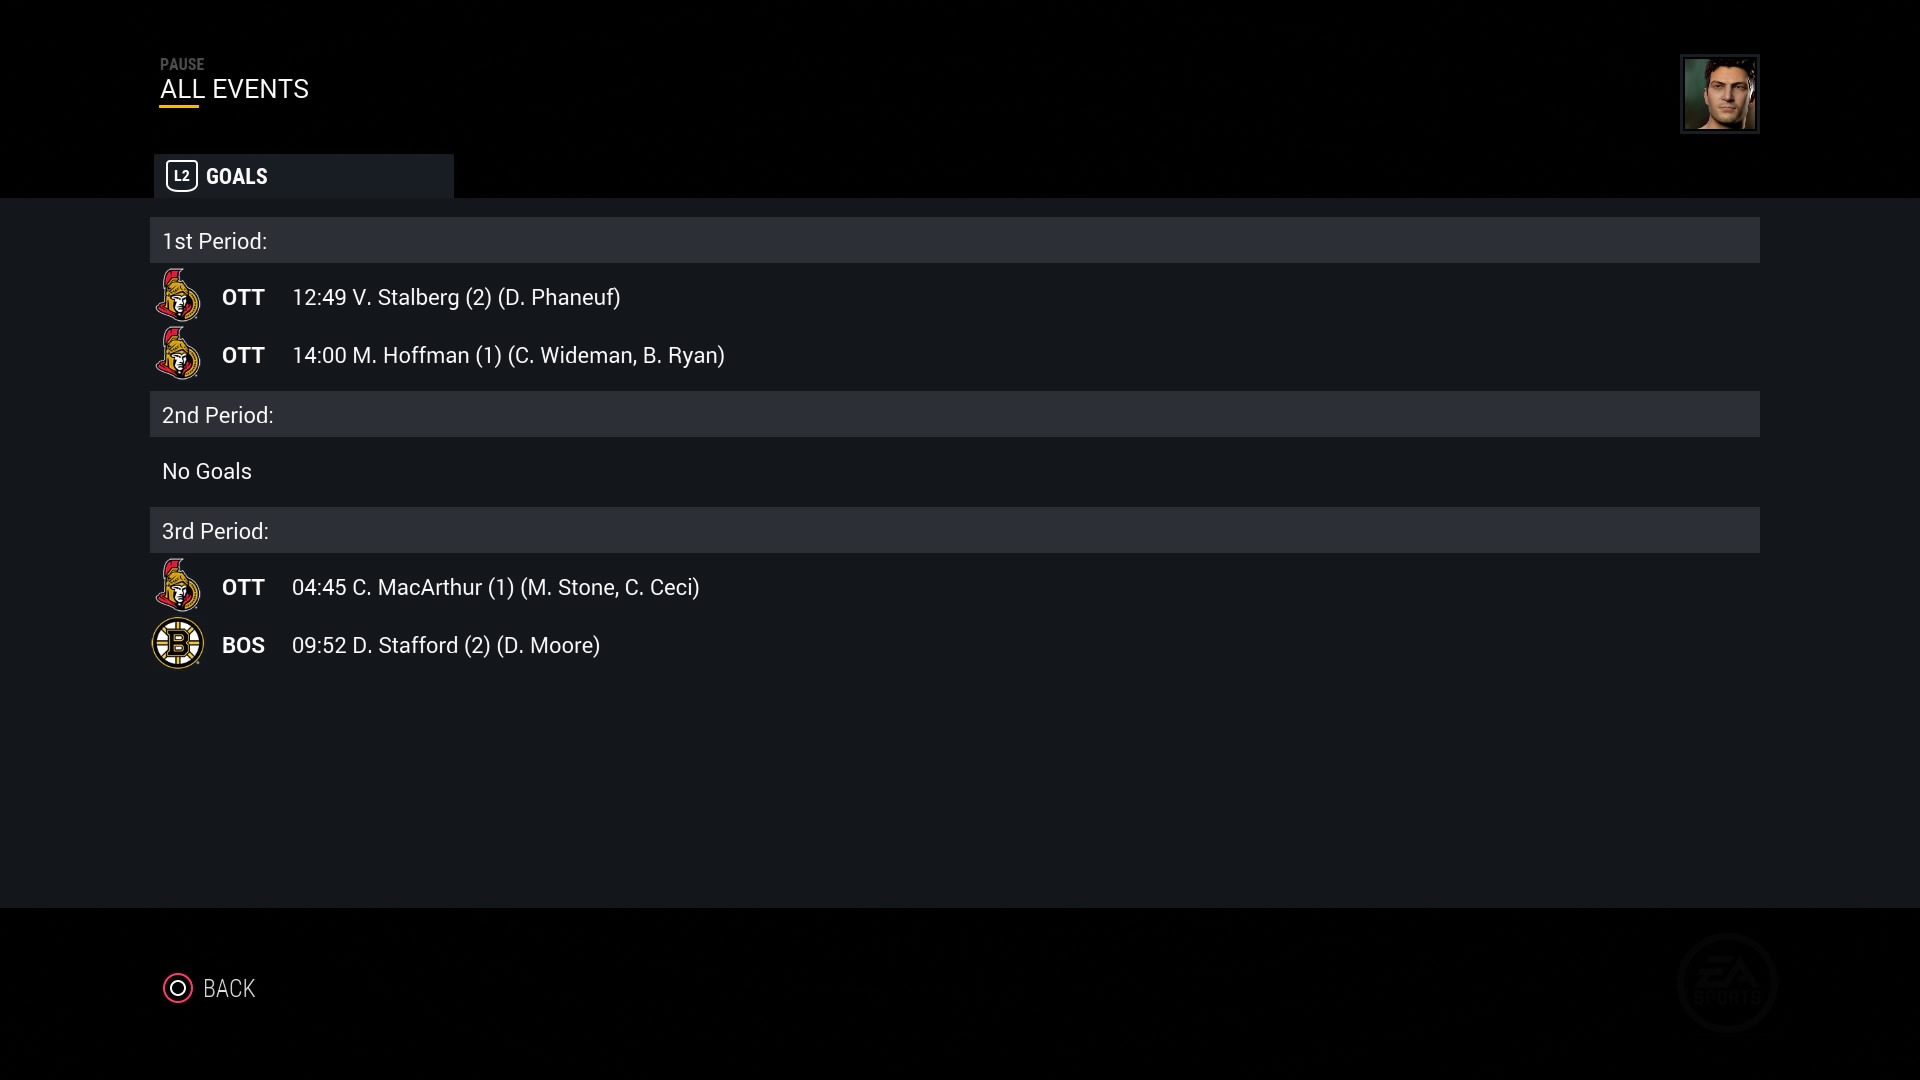 PAUSE
ALL EVENTS
L2 GOALS
1st Period:
OTT 12:49 V. Stalberg (2) (D. Phaneuf)
OTT 14:00 M. Hoffman (1) (C. Wideman, B. Ryan)
2nd Period:
No Goals
3rd Period:
OTT 04:45 C. MacArthur (1) (M. Stone, C. Ceci)
B BOS 09:52 D. Stafford (2) (D. Moore)
BACK
EA
SPORTS